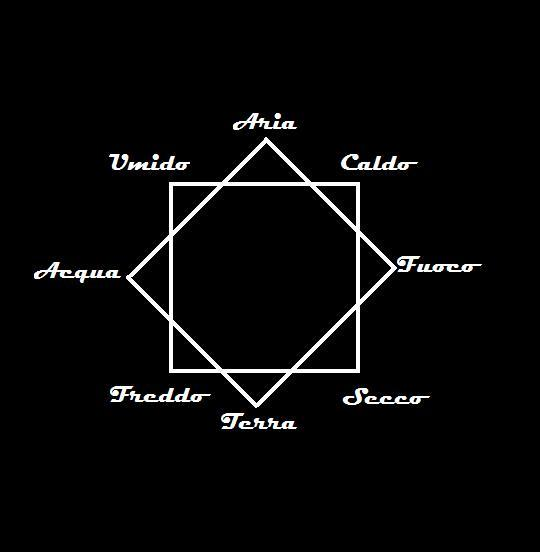 Aria
Umido
Caldo
Acqua
Fuoco
Freddo
Secco
Terra